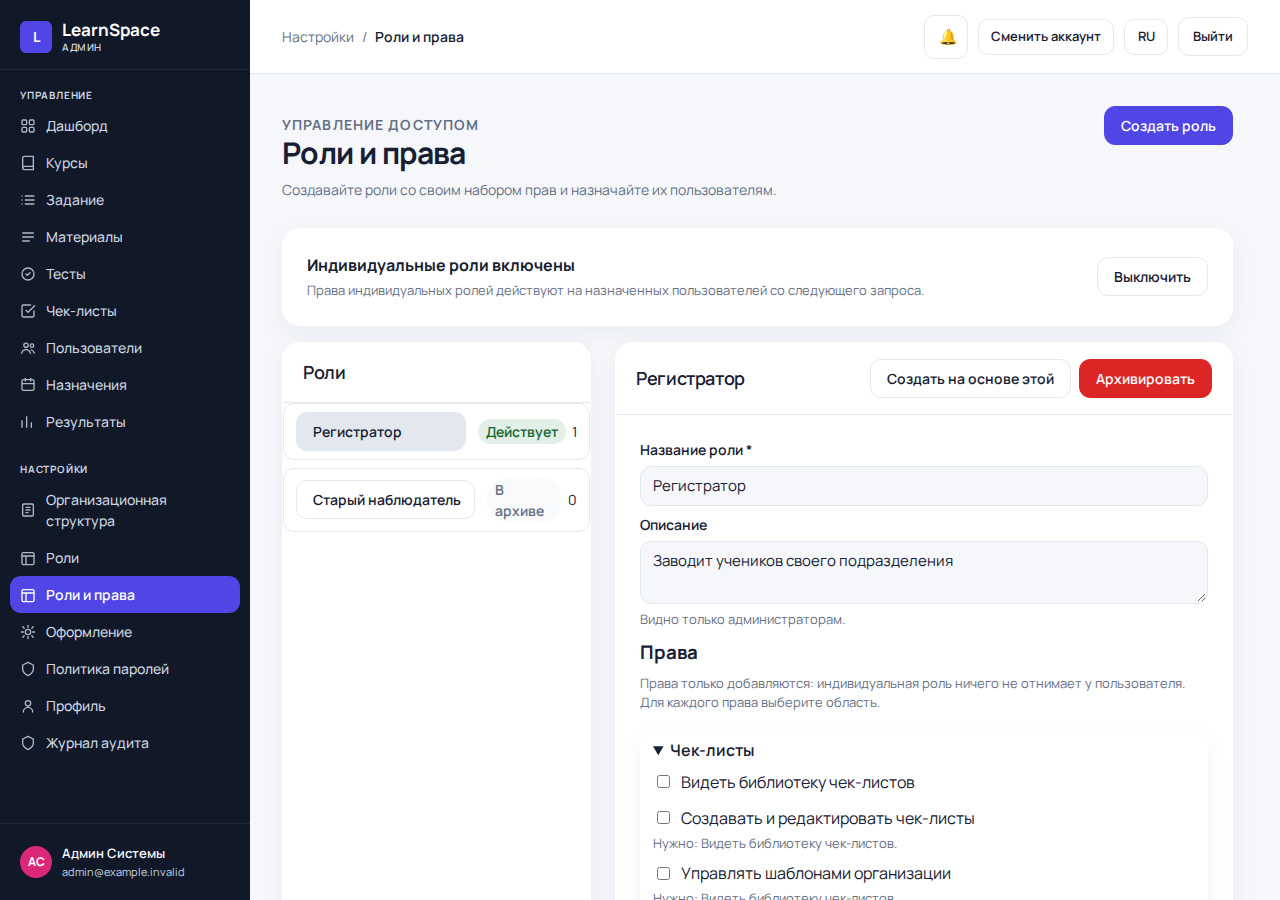 L
LearnSpace
АДМИН
УПРАВЛЕНИЕ
Дашборд
Курсы
Задание
Материалы
Тесты
Чек-листы
Пользователи
Назначения
Результаты
НАСТРОЙКИ
Организационная
структура
Роли
Роли и права
Оформление
Политика паролей
Профиль
Журнал аудита
АС
Админ Системы
admin@example.invalid
Настройки / Роли и права
Сменить аккаунт
RU
Выйти
УПРАВЛЕНИЕ ДОСТУПОМ
Роли и права
Создавайте роли со своим набором прав и назначайте их пользователям.
Создать роль
Индивидуальные роли включены
Права индивидуальных ролей действуют на назначенных пользователей со следующего запроса.
Выключить
Роли
Регистратор Действует 1
Старый наблюдатель В архиве 0
Регистратор
Создать на основе этой
Архивировать
Название роли *
Регистратор
Описание
Заводит учеников своего подразделения
Видно только администраторам.
Права
Права только добавляются: индивидуальная роль ничего не отнимает у пользователя.
Для каждого права выберите область.
Чек-листы
Видеть библиотеку чек-листов
Создавать и редактировать чек-листы
Нужно: Видеть библиотеку чек-листов.
Управлять шаблонами организации
Нужно: Видеть библиотеку чек-листов.